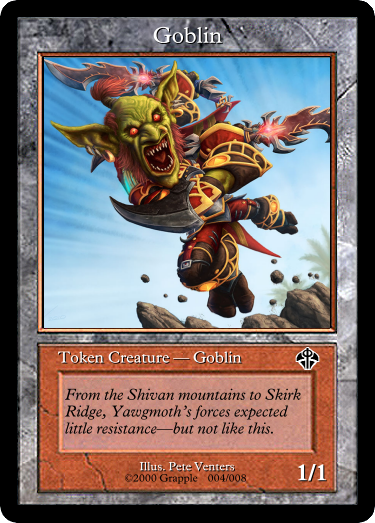 Goblin
Token Creature — Goblin
From the Shivan mountains to Skirk
Ridge, Yawgmoth's forces expected
little resistance—but not like this.
Illus. Pete Venters
©2000 Grapple 004/008
1/1